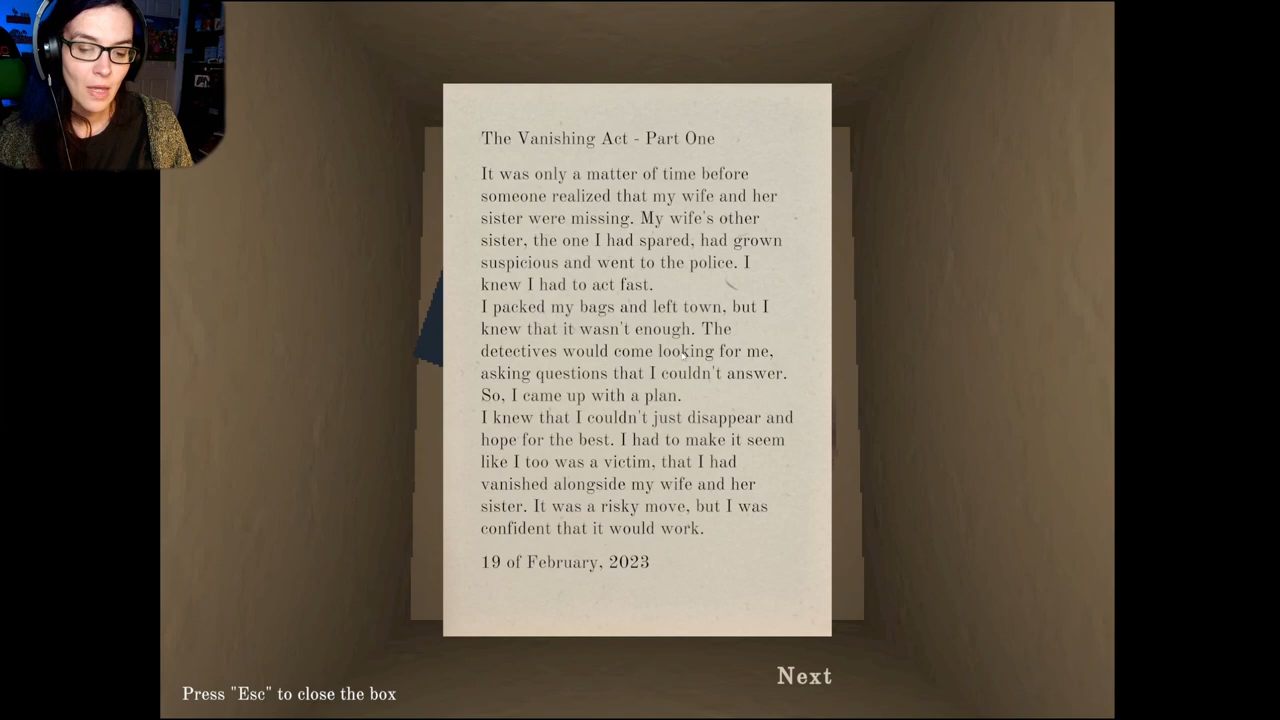 The Vanishing Act - Part One
It was only a matter of time before
someone realized that my wife and her
sister were missing. My wife's other
sister, the one I had spared, had grown
suspicious and went to the police. I
knew I had to act fast.
I packed my bags and left town, but I
knew that it wasn't enough. The
detectives would come looking for me,
asking questions that I couldn't answer.
So, I came up with a plan.
I knew that I couldn't just disappear and
hope for the best. I had to make it seem
like I too was a victim, that I had
vanished alongside my wife and her
sister. It was a risky move, but I was
confident that it would work.
19 of February, 2023
Next
Press "Esc" to close the box